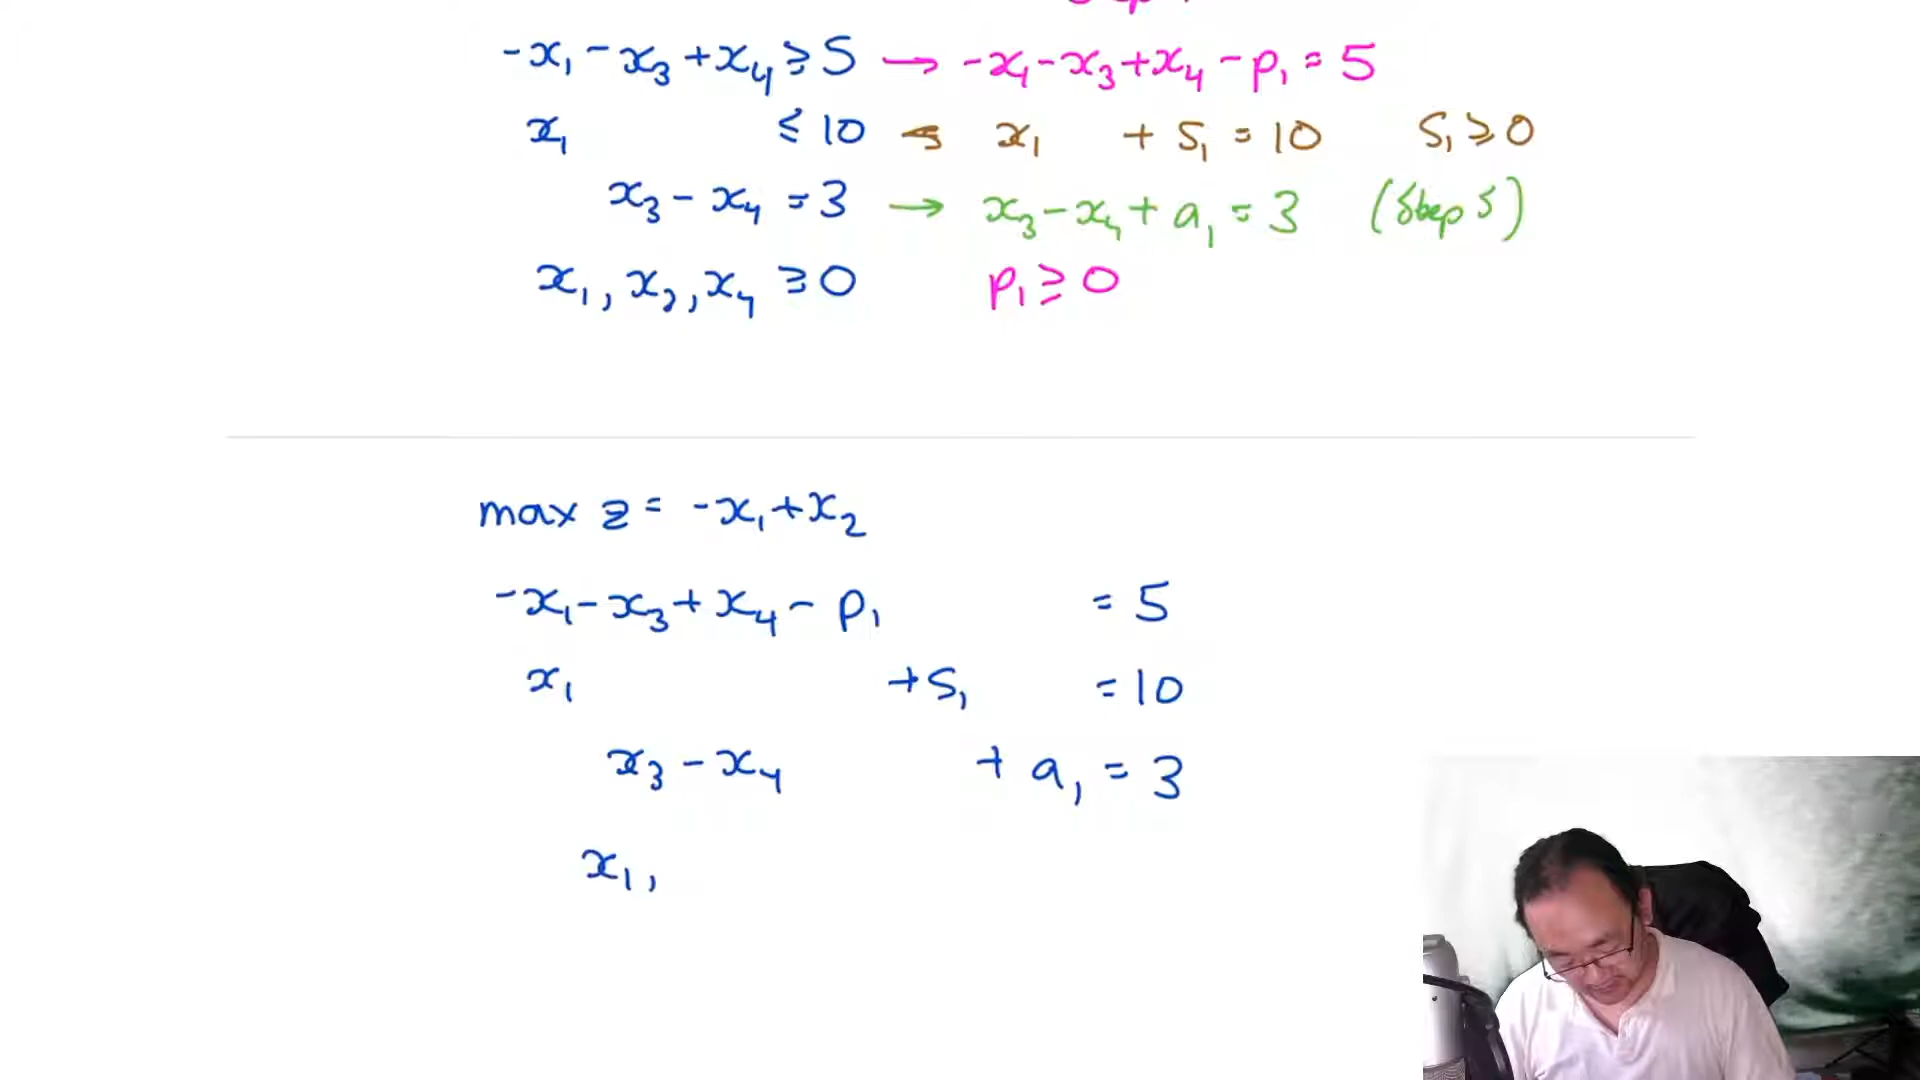 -x₁ - x₃ + x₄ ≥ 5 → -x₁ - x₃ + x₄ - p₁ = 5
x₁ ≤ 10 x₁ + s₁ = 10 s₁ ≥ 0
x₃ - x₄ = 3 → x₃ - x₄ + a₁ = 3 (Step 5)
x₁, x₂, x₄ ≥ 0 p₁ ≥ 0
max z = -x₁ + x₂
-x₁ - x₃ + x₄ - p₁ = 5
x₁ + s₁ = 10
x₃ - x₄ + a₁ = 3
x₁,